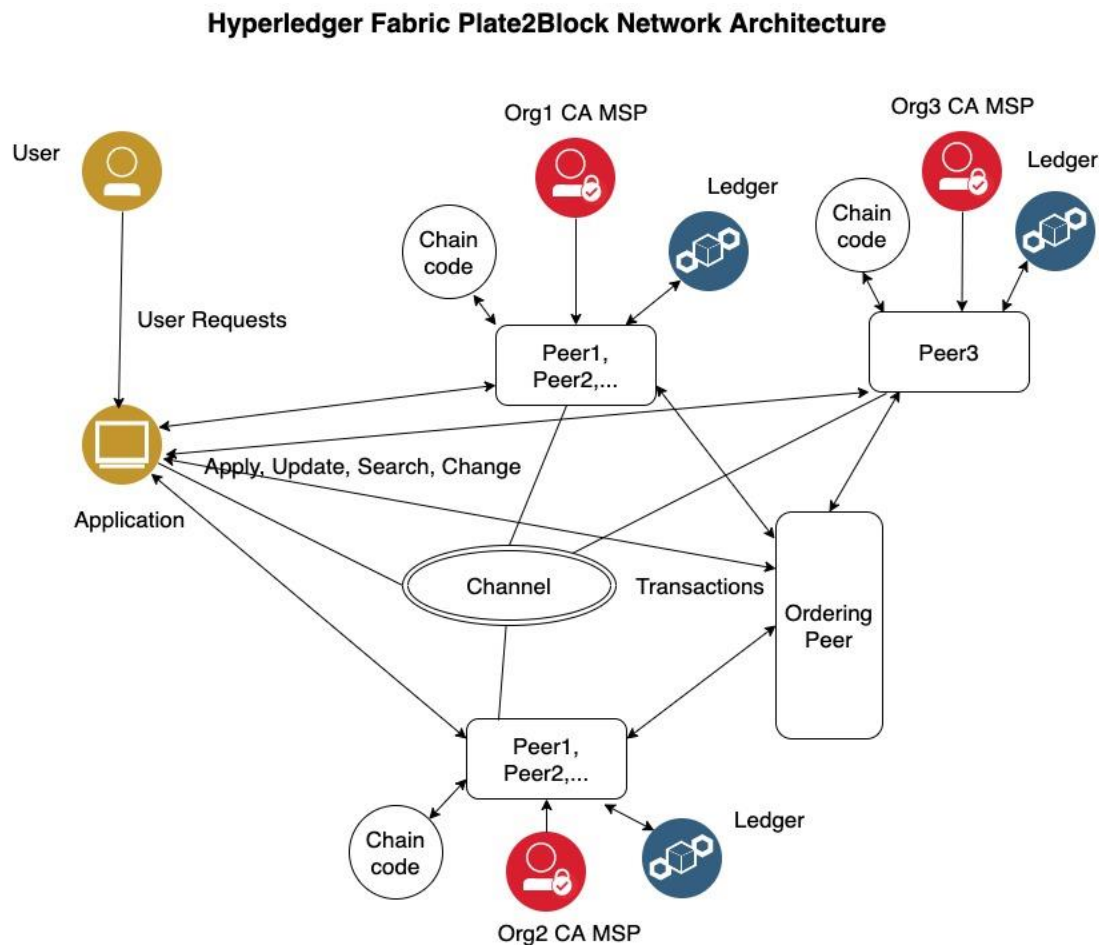 Hyperledger Fabric Plate2Block Network Architecture
Org1 CA MSP
Org3 CA MSP
User
Ledger
Ledger
Chain
code
Chain
code
User Requests
Peer1,
Peer2,...
Peer3
Apply, Update, Search, Change
Application
Channel
Transactions
Ordering
Peer
Peer1,
Peer2,...
Chain
code
Ledger
Org2 CA MSP